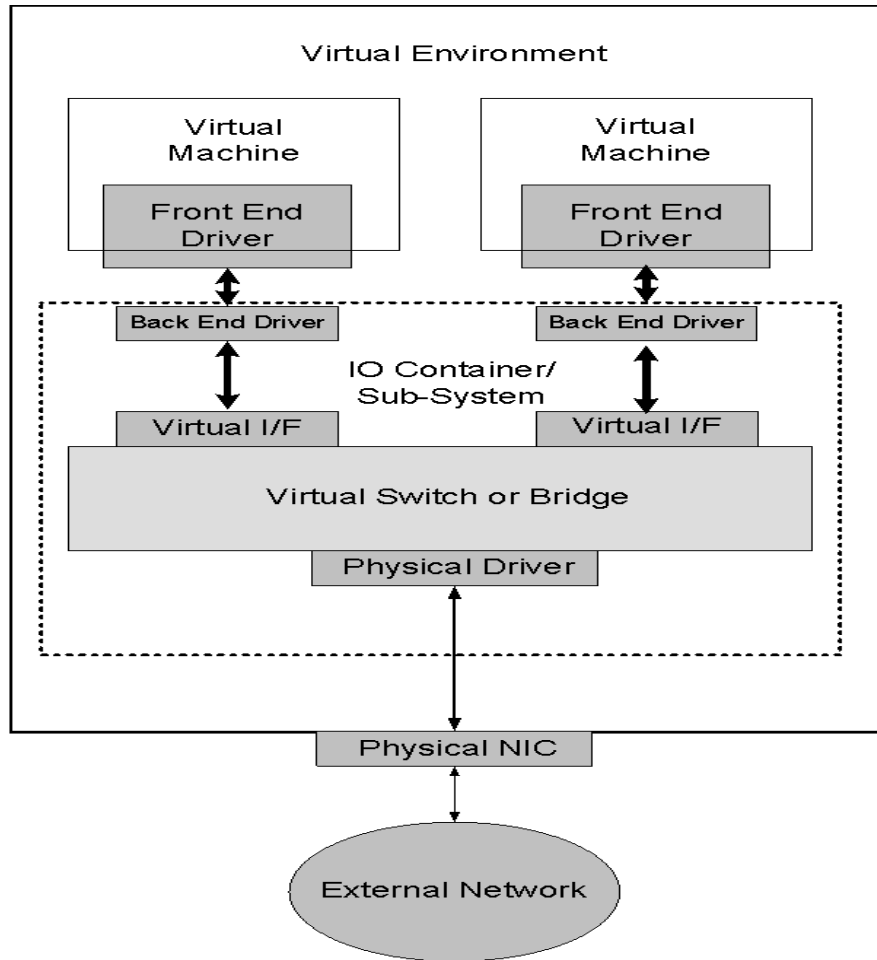 Virtual Environment
Virtual
Machine
Front End
Driver
Virtual
Machine
Front End
Driver
Back End Driver
Back End Driver
IO Container/
Sub-System
Virtual I/F
Virtual I/F
Virtual Switch or Bridge
Physical Driver
Physical NIC
External Network